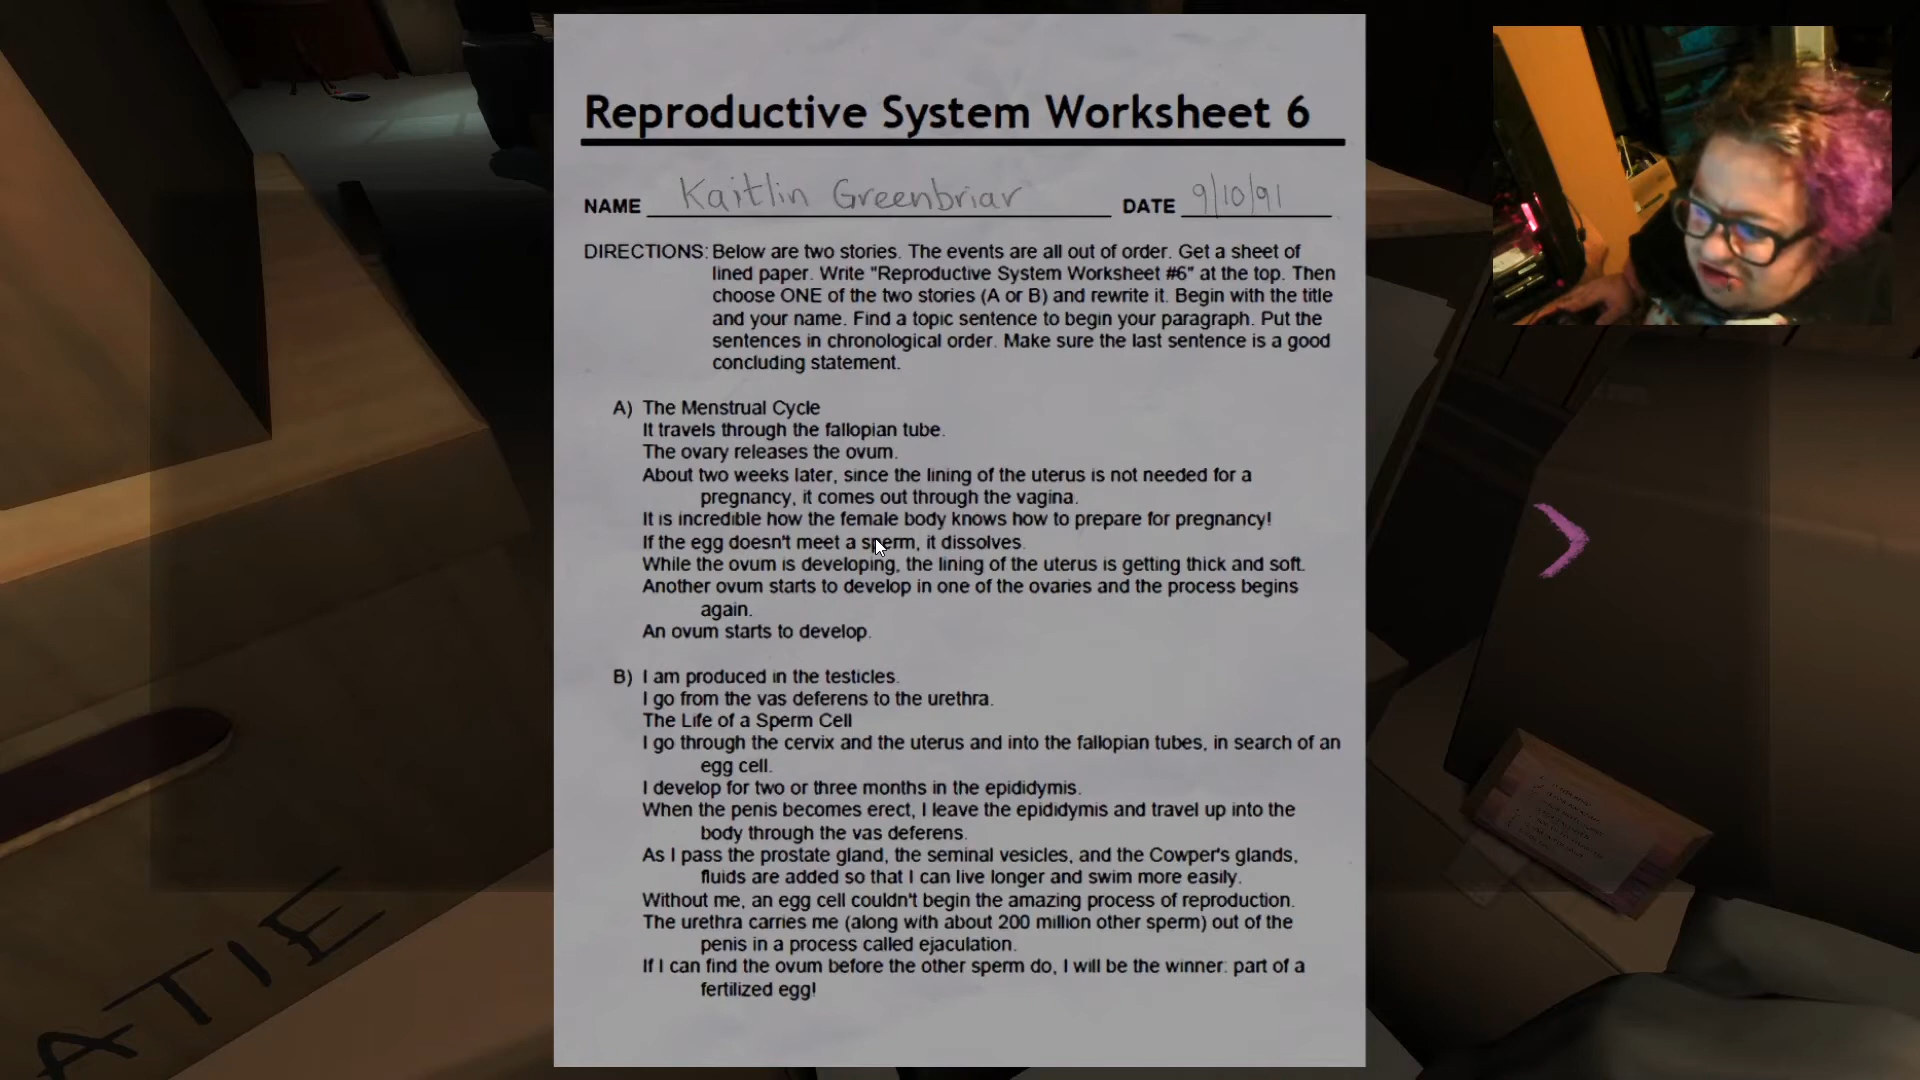 Reproductive System Worksheet 6
NAME Kaitlin Greenbriar DATE 9/10/91
DIRECTIONS: Below are two stories. The events are all out of order. Get a sheet of
lined paper. Write "Reproductive System Worksheet #6" at the top. Then
choose ONE of the two stories (A or B) and rewrite it. Begin with the title
and your name. Find a topic sentence to begin your paragraph. Put the
sentences in chronological order. Make sure the last sentence is a good
concluding statement.
A) The Menstrual Cycle
It travels through the fallopian tube.
The ovary releases the ovum.
About two weeks later, since the lining of the uterus is not needed for a
pregnancy, it comes out through the vagina.
It is incredible how the female body knows how to prepare for pregnancy!
If the egg doesn't meet a sperm, it dissolves.
While the ovum is developing, the lining of the uterus is getting thick and soft.
Another ovum starts to develop in one of the ovaries and the process begins
again.
An ovum starts to develop.
B) I am produced in the testicles.
I go from the vas deferens to the urethra.
The Life of a Sperm Cell
I go through the cervix and the uterus and into the fallopian tubes, in search of an
egg cell.
I develop for two or three months in the epididymis.
When the penis becomes erect, I leave the epididymis and travel up into the
body through the vas deferens.
As I pass the prostate gland, the seminal vesicles, and the Cowper's glands,
fluids are added so that I can live longer and swim more easily.
Without me, an egg cell couldn't begin the amazing process of reproduction.
The urethra carries me (along with about 200 million other sperm) out of the
penis in a process called ejaculation.
If I can find the ovum before the other sperm do, I will be the winner: part of a
fertilized egg!
ATIE